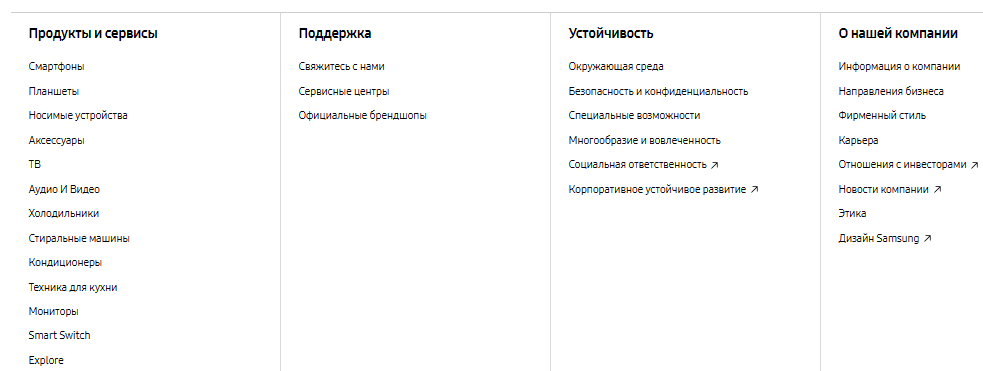 Продукты и сервисы
Смартфоны
Планшеты
Носимые устройства
Аксессуары
ТВ
Аудио И Видео
Холодильники
Стиральные машины
Кондиционеры
Техника для кухни
Мониторы
Smart Switch
Explore
Поддержка
Свяжитесь с нами
Сервисные центры
Официальные брендшопы
Устойчивость
Окружающая среда
Безопасность и конфиденциальность
Специальные возможности
Многообразие и вовлеченность
Социальная ответственность ↗
Корпоративное устойчивое развитие ↗
О нашей компании
Информация о компании
Направления бизнеса
Фирменный стиль
Карьера
Отношения с инвесторами ↗
Новости компании ↗
Этика
Дизайн Samsung ↗